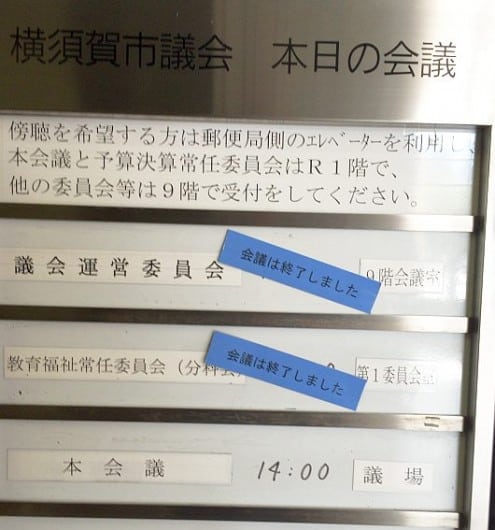 横須賀市議会 本日の会議
傍聴を希望する方は郵便局側のエレベーターを利用し、
本会議と予算決算常任委員会はR1階で、
他の委員会等は9階で受付をしてください。
議会運営委員会 会議は終了しました 9階会議室
教育福祉常任委員会(分科会) 会議は終了しました 第1委員会室
本会議 14:00 議場